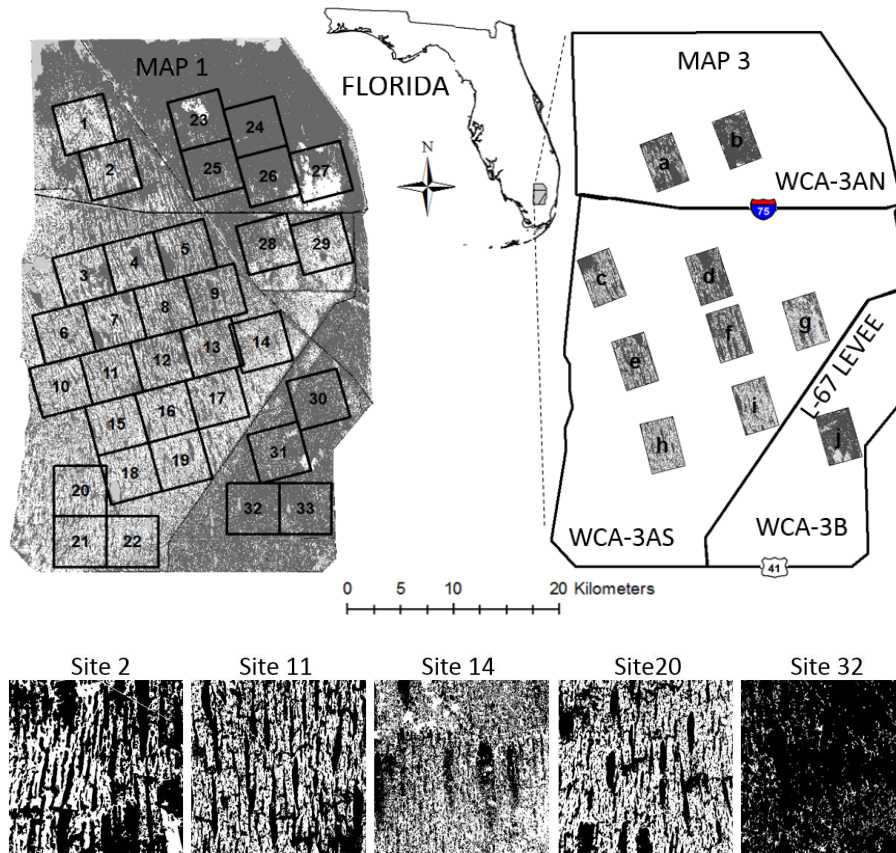 MAP 1
1
2
23
24
25
26
27
3
4
5
28
29
6
7
8
9
10
11
12
13
14
15
16
17
18
19
20
21
22
30
31
32
33
FLORIDA
N
MAP 3
a
b
WCA-3AN
75
c
d
e
f
g
h
i
j
L-67 LEVEE
WCA-3AS
WCA-3B
41
0 5 10 20 Kilometers
Site 2
Site 11
Site 14
Site20
Site 32